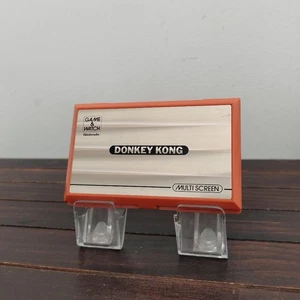 GAME
&
WATCH
Nintendo
DONKEY KONG
MULTI SCREEN